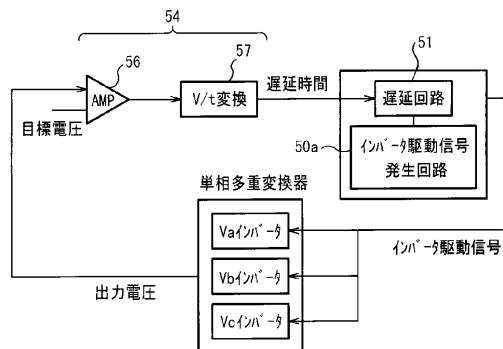 54
56
57
51
AMP
V/t変換
遅延時間
遅延回路
目標電圧
50a
インバータ駆動信号
発生回路
単相多重変換器
Vaインバータ
Vbインバータ
Vcインバータ
インバータ駆動信号
出力電圧